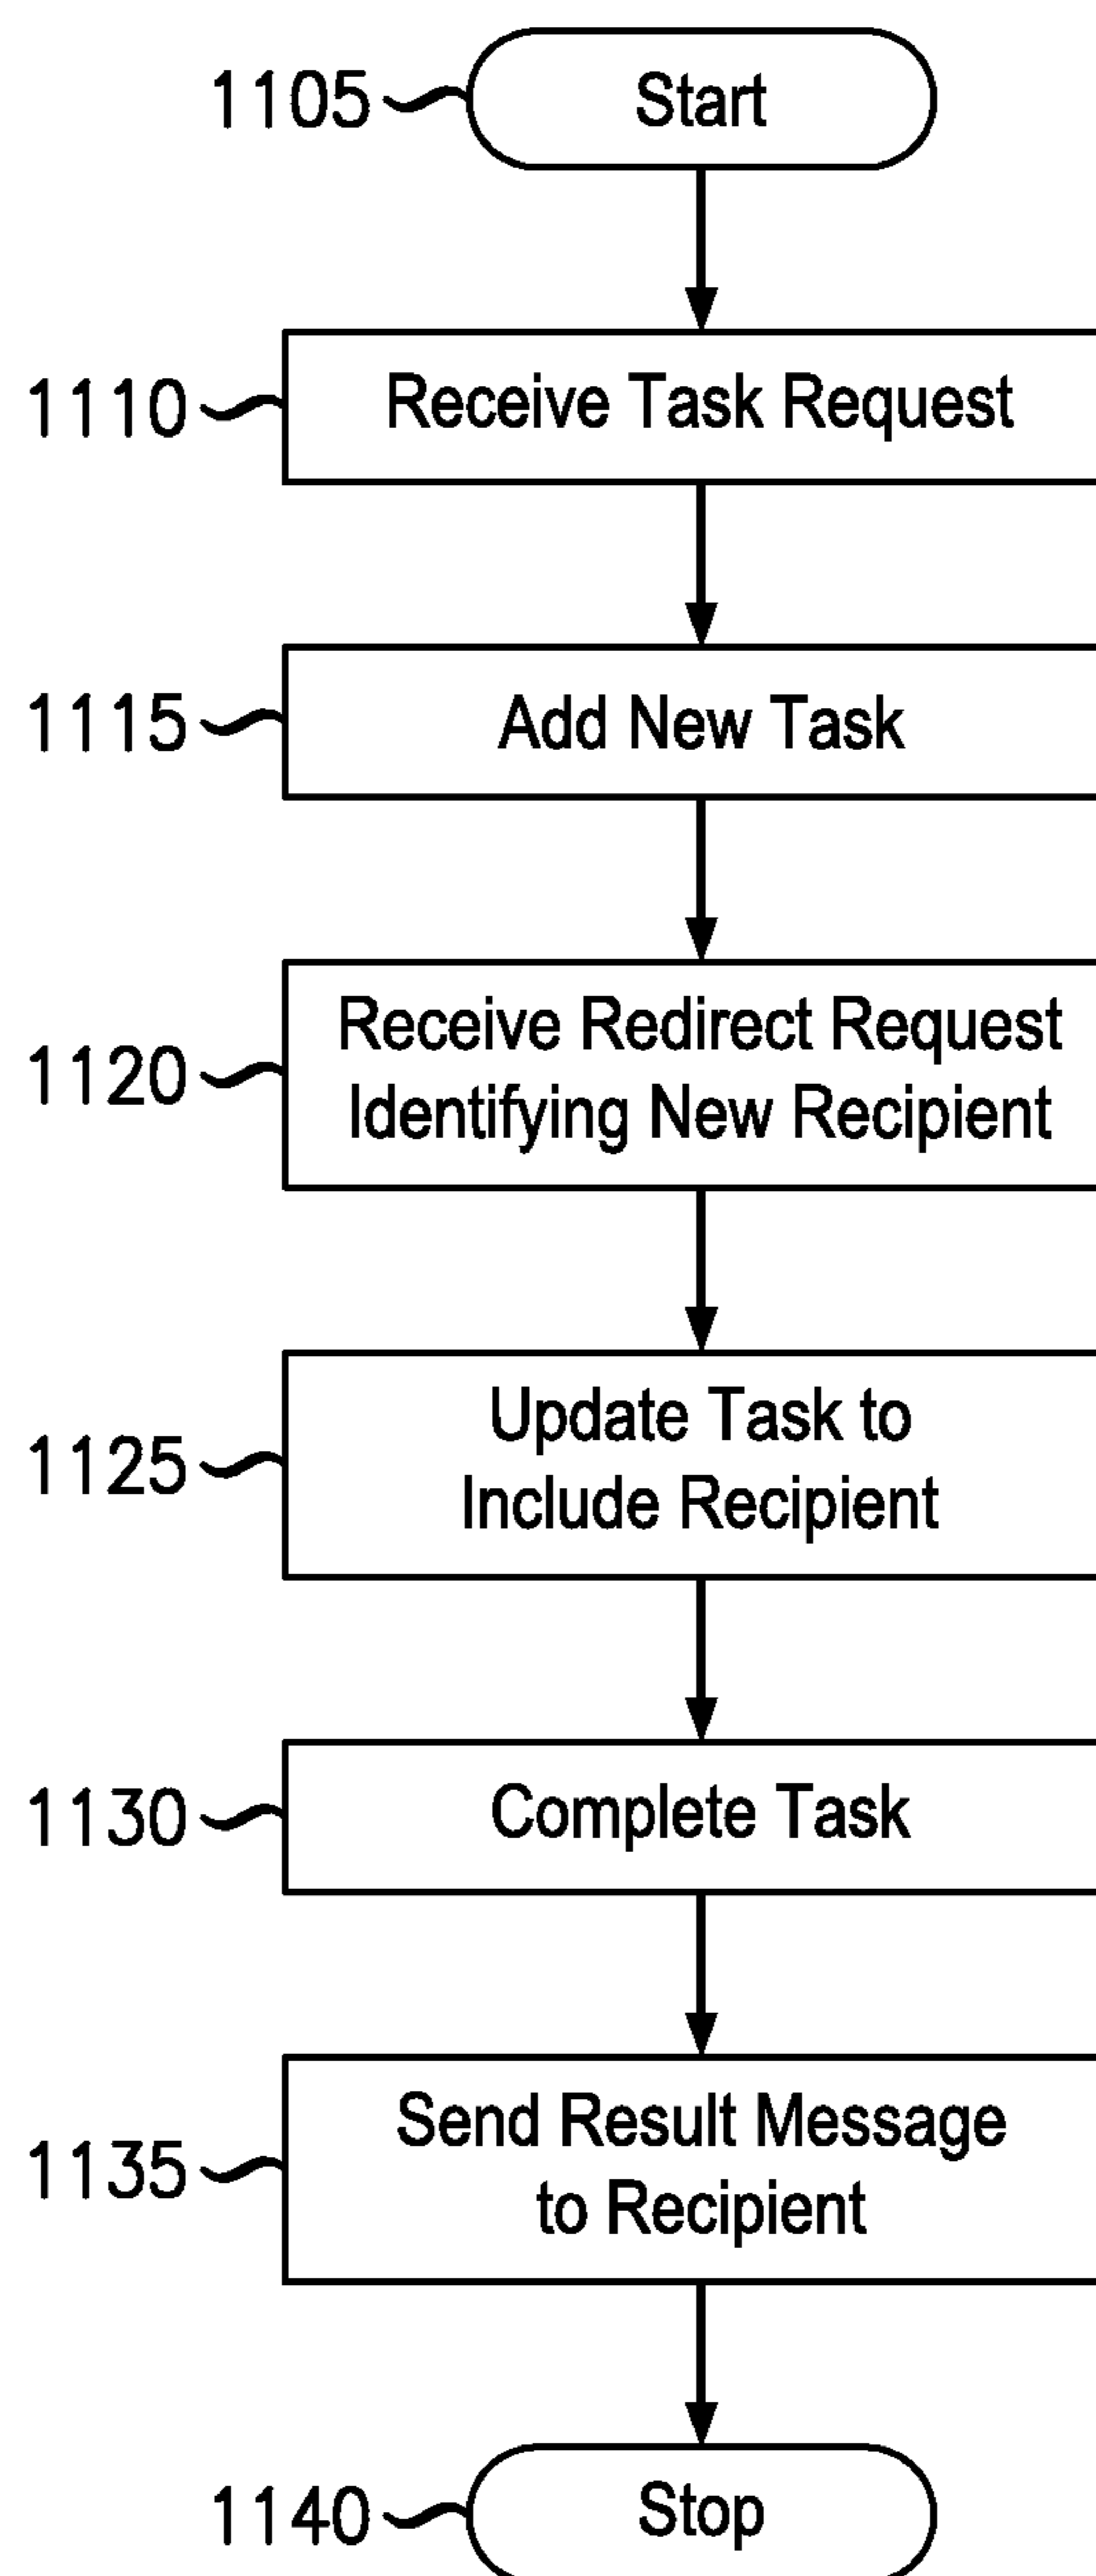 1105 Start
1110 Receive Task Request
1115 Add New Task
Receive Redirect Request
1120
Identifying New Recipient
Update Task to
1125
Include Recipient
1130 Complete Task
Send Result Message
1135
to Recipient
1140 Stop